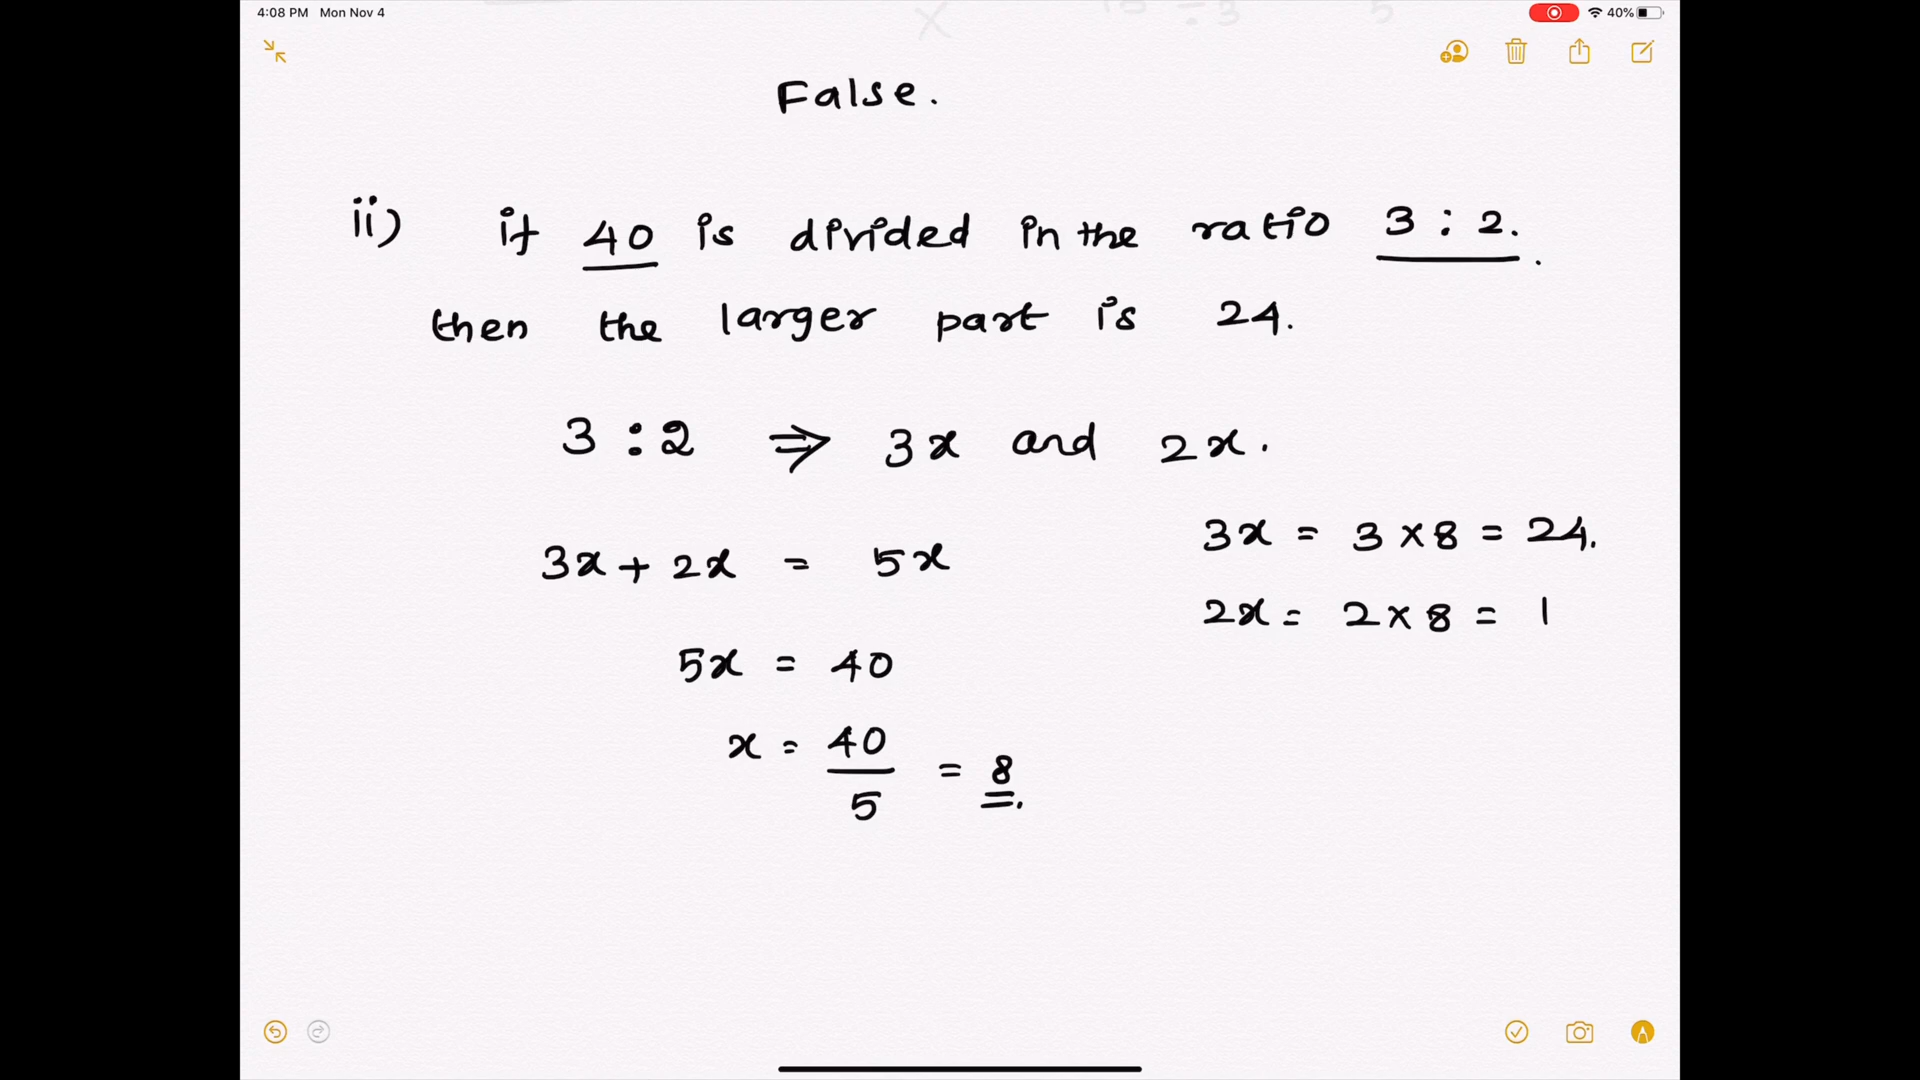 4:08 PM Mon Nov 4
40%
False.
ii) if 40 is divided in the ratio 3 : 2.
then the larger part is 24.
3 : 2 ⇒ 3x and 2x.
3x + 2x = 5x
3x = 3 × 8 = 24.
2x = 2 × 8 = 1
5x = 40
x = 40/5 = 8.